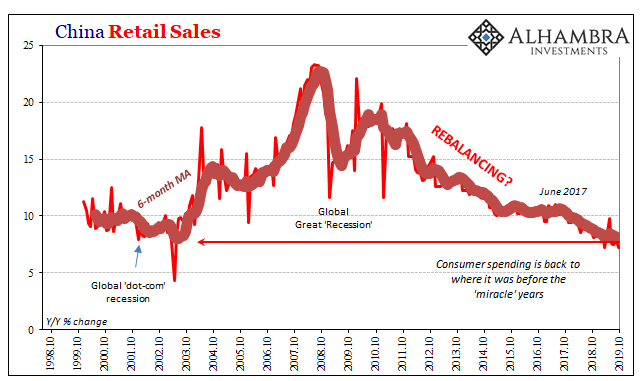 China Retail Sales
ALHAMBRA
INVESTMENTS
25
20
15
10
5
0
6-month MA
REBALANCING?
June 2017
Global
Great 'Recession'
Global 'dot-com'
recession
Consumer spending is back to
where it was before the
'miracle' years
Y/Y % change
1998.10
1999.10
2000.10
2001.10
2002.10
2003.10
2004.10
2005.10
2006.10
2007.10
2008.10
2009.10
2010.10
2011.10
2012.10
2013.10
2014.10
2015.10
2016.10
2017.10
2018.10
2019.10